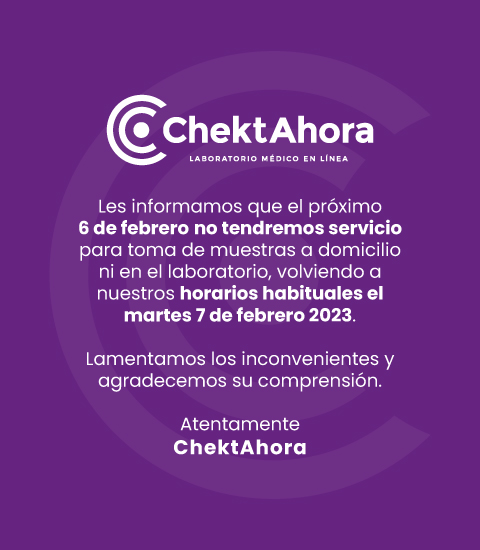 ChektAhora
LABORATORIO MÉDICO EN LÍNEA
Les informamos que el próximo
6 de febrero no tendremos servicio
para toma de muestras a domicilio
ni en el laboratorio, volviendo a
nuestros horarios habituales el
martes 7 de febrero 2023.
Lamentamos los inconvenientes y
agradecemos su comprensión.
Atentamente
ChektAhora